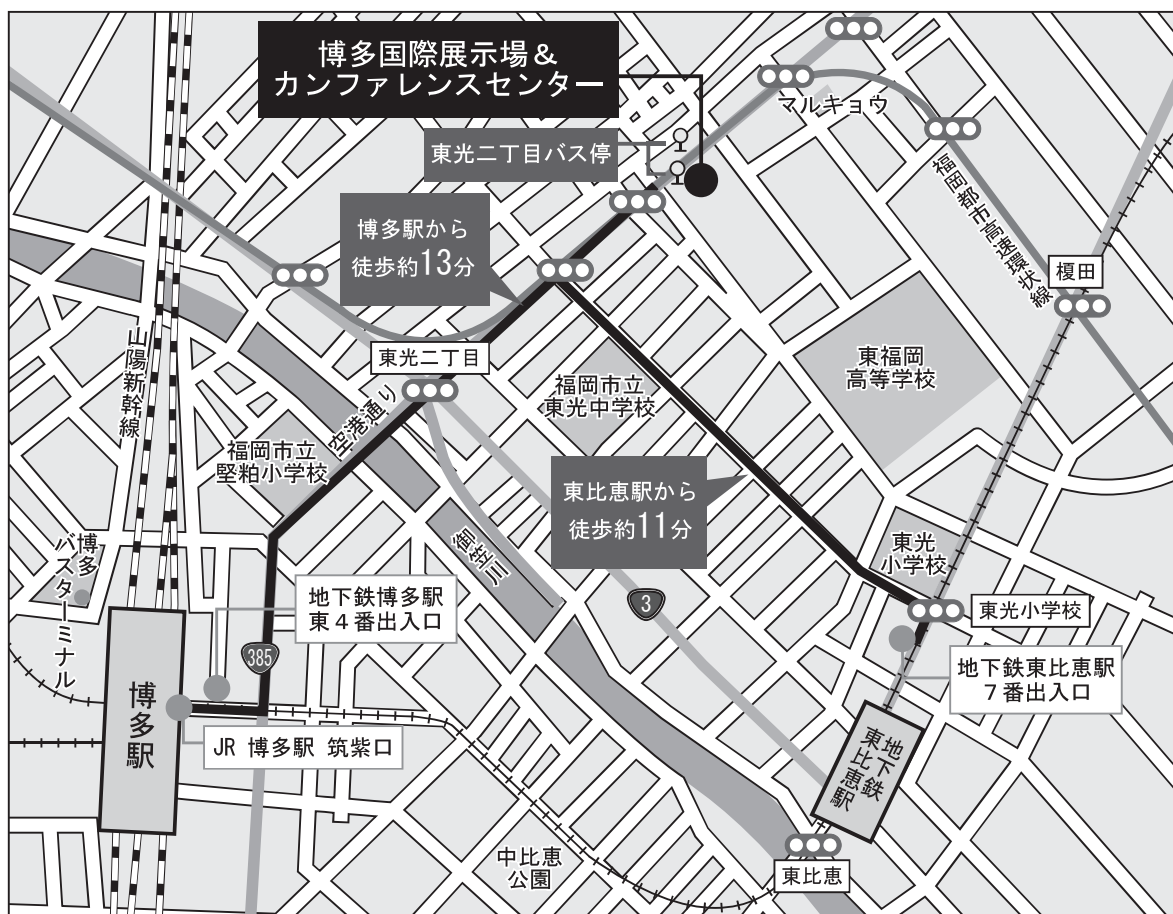 博多国際展示場＆
カンファレンスセンター
マルキョウ
東光二丁目バス停
福岡都市高速環状線
博多駅から
徒歩約13分
榎田
山陽新幹線
東光二丁目
東福岡
高等学校
福岡市立
東光中学校
空港通り
福岡市立
堅粕小学校
東比恵駅から
徒歩約11分
東光
小学校
御笠川
博多
バスターミナル
地下鉄博多駅
東４番出入口
3
東光小学校
385
地下鉄東比恵駅
７番出入口
博多駅
JR 博多駅 筑紫口
地下鉄
東比恵駅
中比恵
公園
東比恵